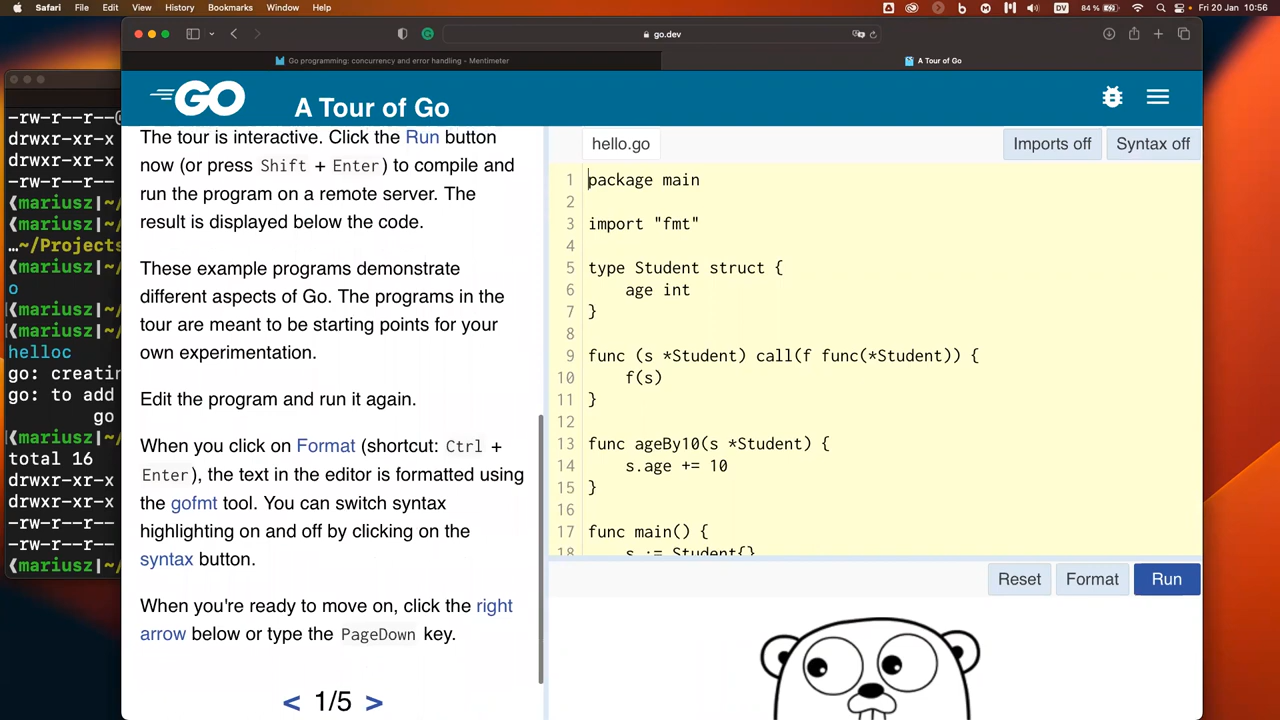 Safari File Edit View History Bookmarks Window Help
DV 84 % Fri 20 Jan 10:56
go.dev
Go programming: concurrency and error handling - Mentimeter
A Tour of Go
-rw-r--r--
drwxr-xr-x
drwxr-xr-x
-rw-r--r--
(mariusz|~/
(mariusz|~/
…~/Projects
(mariusz|~/
o
(mariusz|~/
(mariusz|~/
helloc
go: creatin
go: to add
go
(mariusz|~/
total 16
drwxr-xr-x
drwxr-xr-x
-rw-r--r--
-rw-r--r--
(mariusz|~/
GO
A Tour of Go
The tour is interactive. Click the Run button
now (or press Shift + Enter) to compile and
run the program on a remote server. The
result is displayed below the code.
These example programs demonstrate
different aspects of Go. The programs in the
tour are meant to be starting points for your
own experimentation.
Edit the program and run it again.
When you click on Format (shortcut: Ctrl +
Enter), the text in the editor is formatted using
the gofmt tool. You can switch syntax
highlighting on and off by clicking on the
syntax button.
When you're ready to move on, click the right
arrow below or type the PageDown key.
< 1/5 >
hello.go
Imports off Syntax off
1 package main
2
3 import "fmt"
4
5 type Student struct {
6 age int
7 }
8
9 func (s *Student) call(f func(*Student)) {
10 f(s)
11 }
12
13 func ageBy10(s *Student) {
14 s.age += 10
15 }
16
17 func main() {
18 s := Student{}
Reset Format Run